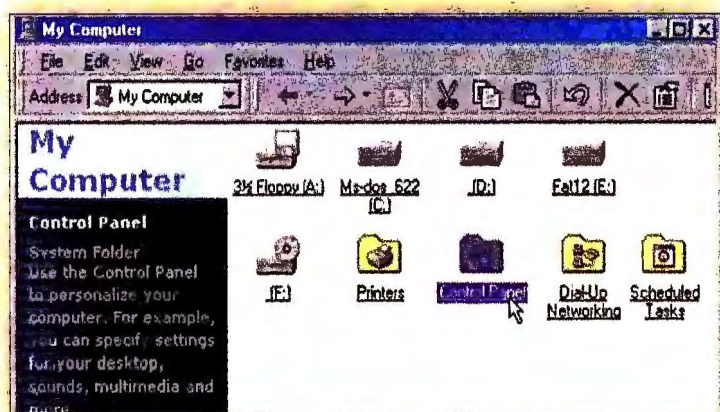 My Computer
File Edit View Go Favorites Help
Address My Computer
My
Computer
3½ Floppy (A:) Ms-dos_622 (C:) (D:) Fat12 (E:)
Control Panel
System Folder
Use the Control Panel
to personalize your
computer. For example,
you can specify settings
for your desktop,
sounds, multimedia and
more.
(F:) Printers Control Panel Dial-Up Networking Scheduled Tasks